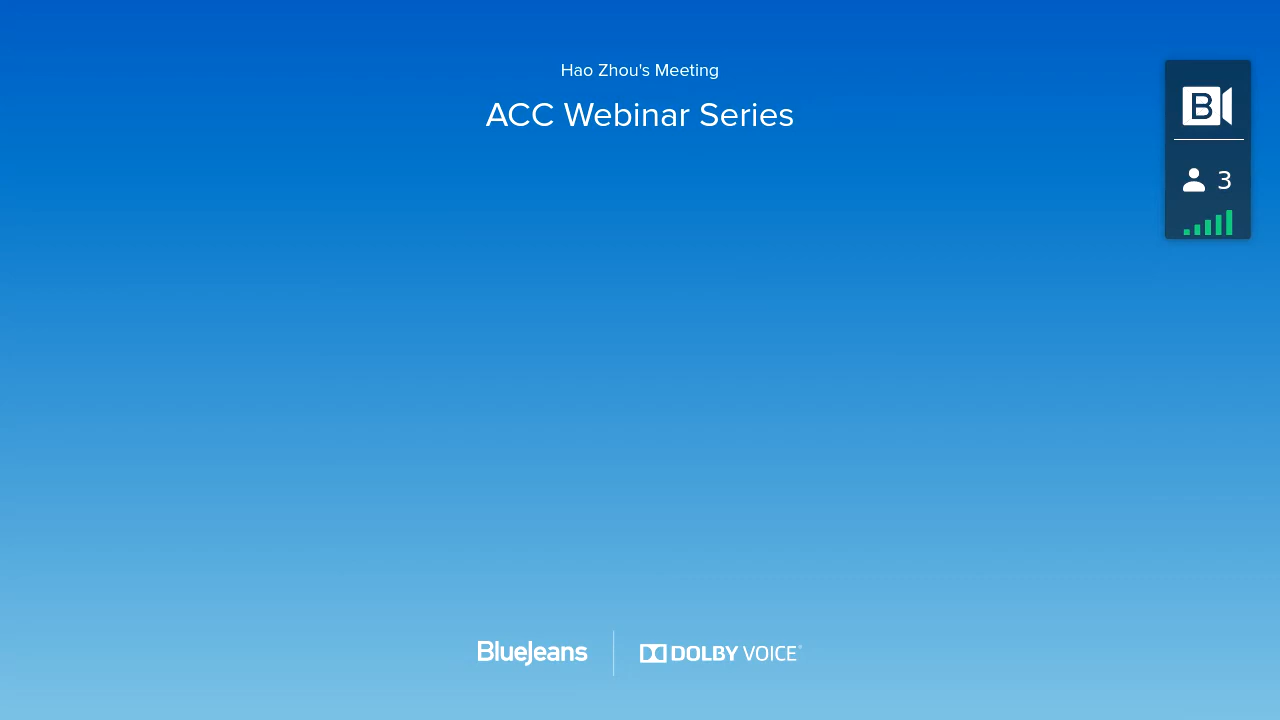 Hao Zhou's Meeting
ACC Webinar Series
B
3
BlueJeans
DOLBY VOICE